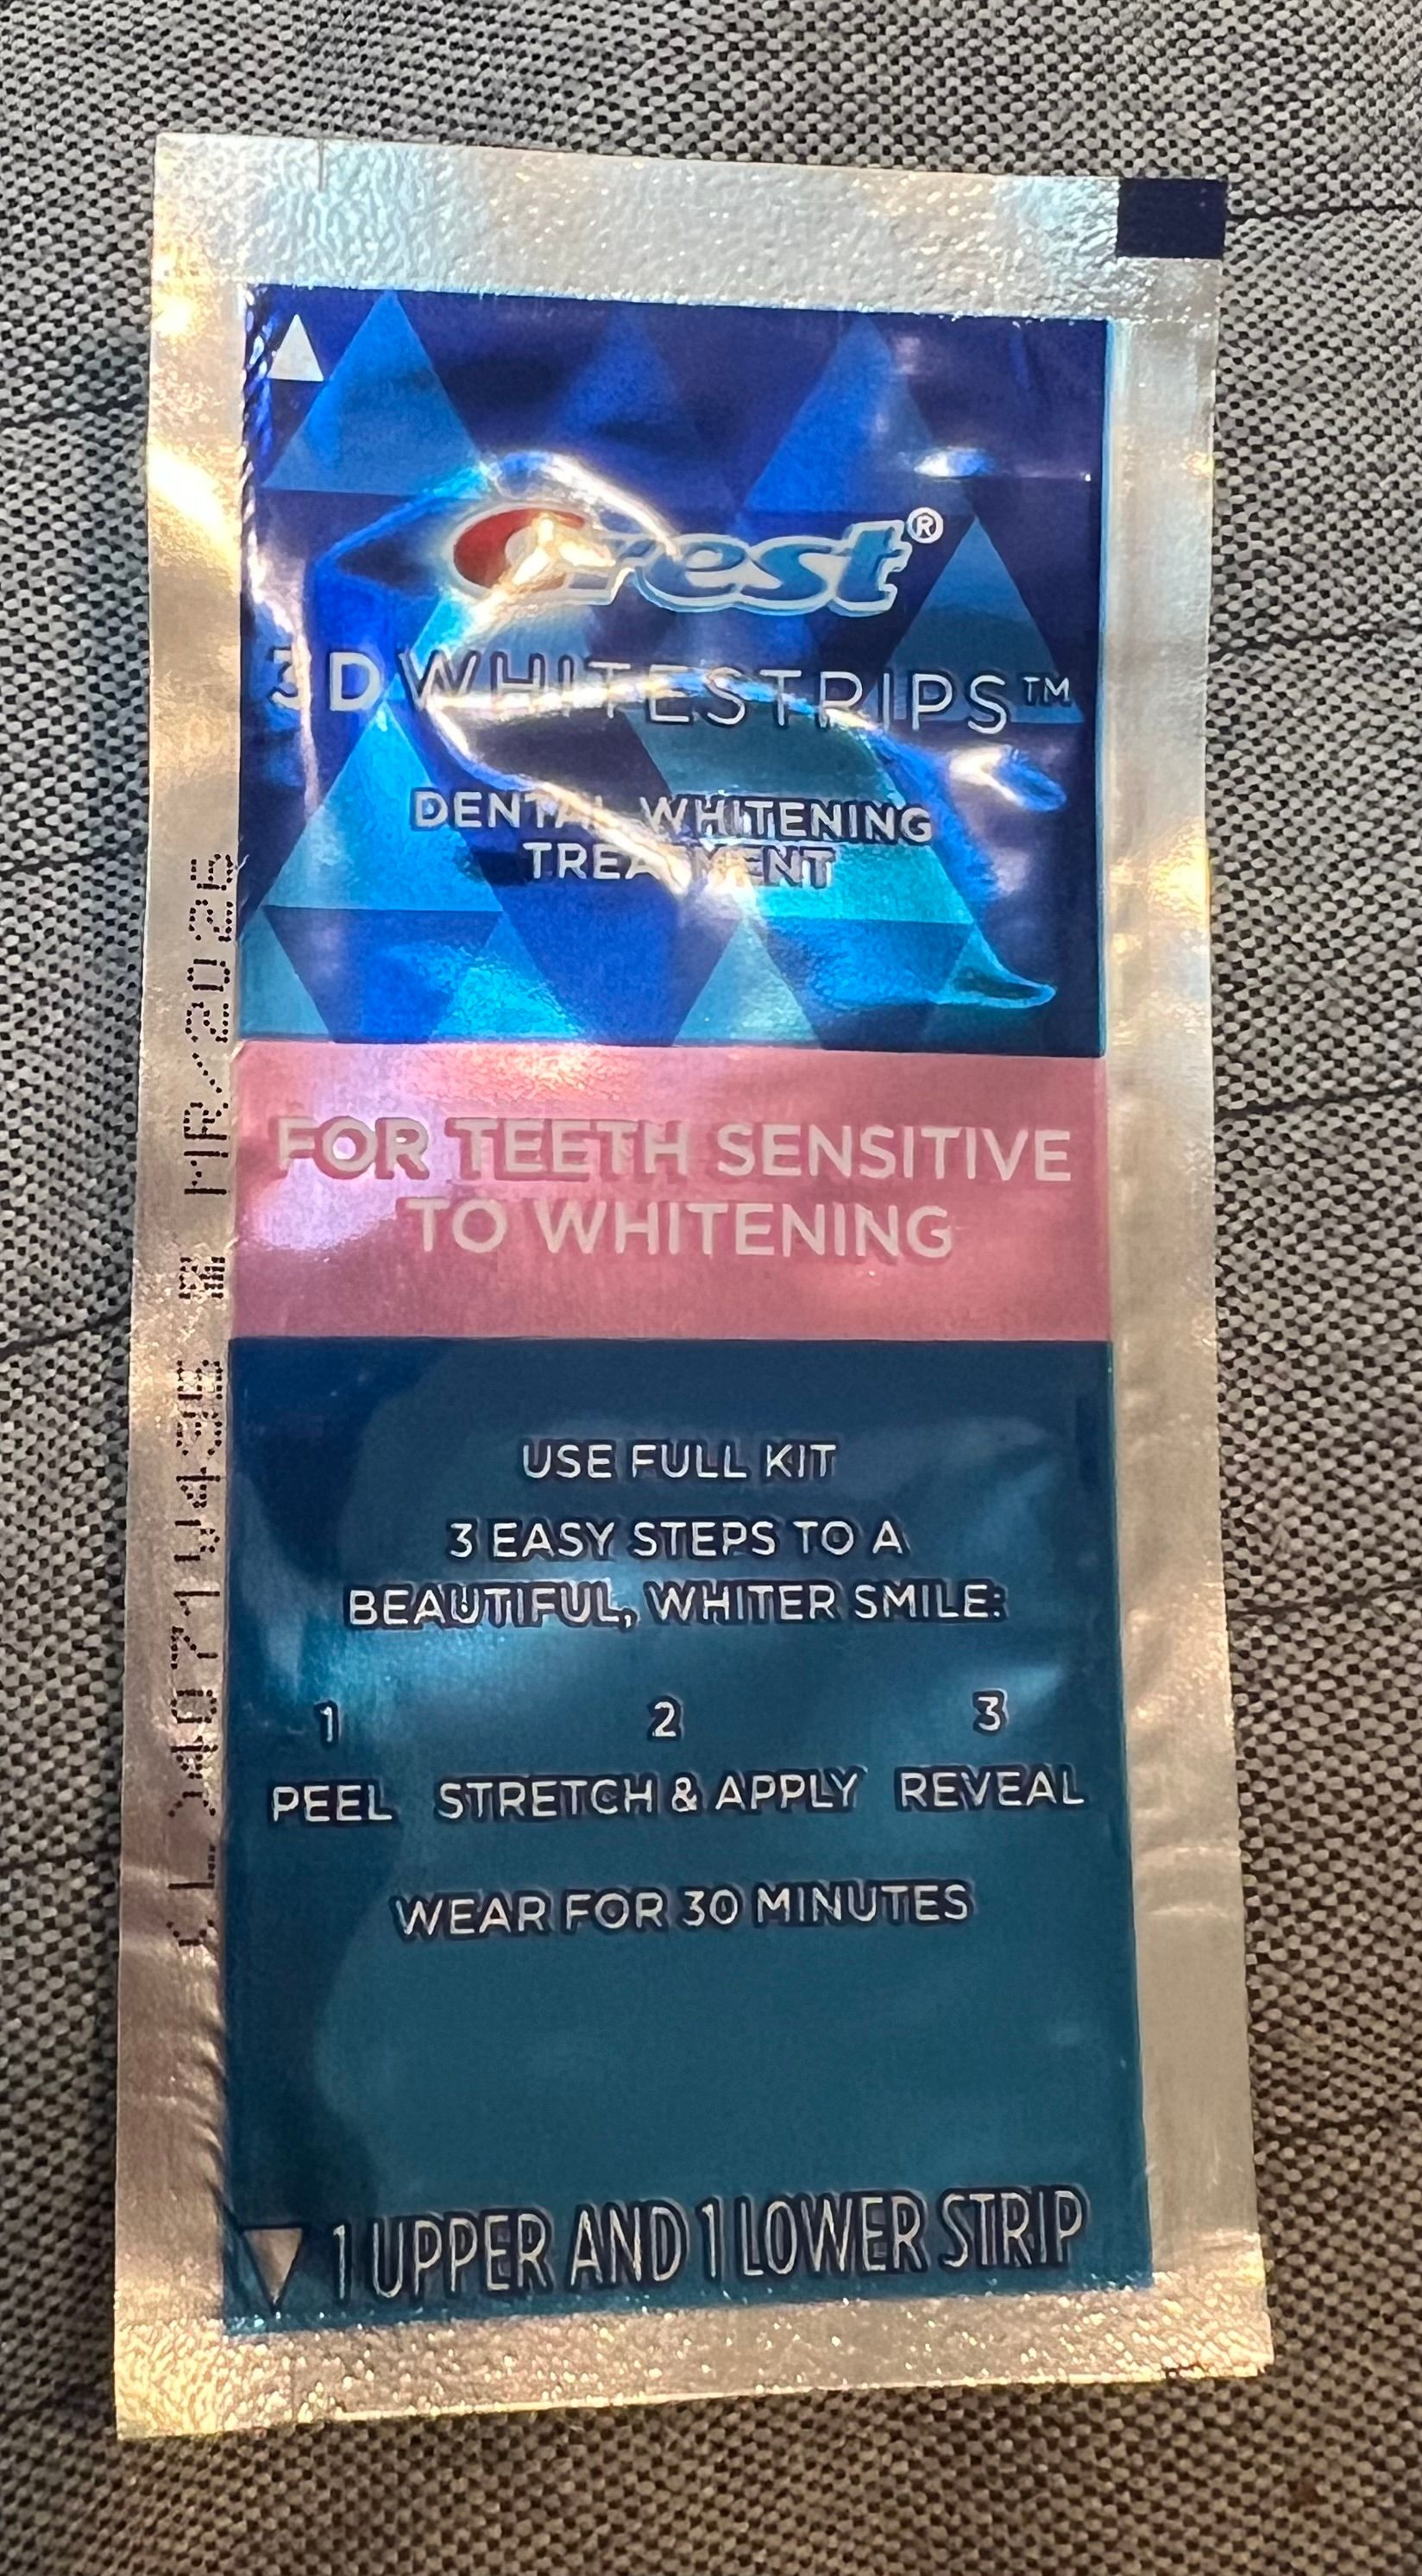 Crest®
3D WHITESTRIPS™
DENTAL WHITENING
TREATMENT
FOR TEETH SENSITIVE
TO WHITENING
USE FULL KIT
3 EASY STEPS TO A
BEAUTIFUL, WHITER SMILE:
1 2 3
PEEL STRETCH & APPLY REVEAL
WEAR FOR 30 MINUTES
1 UPPER AND 1 LOWER STRIP